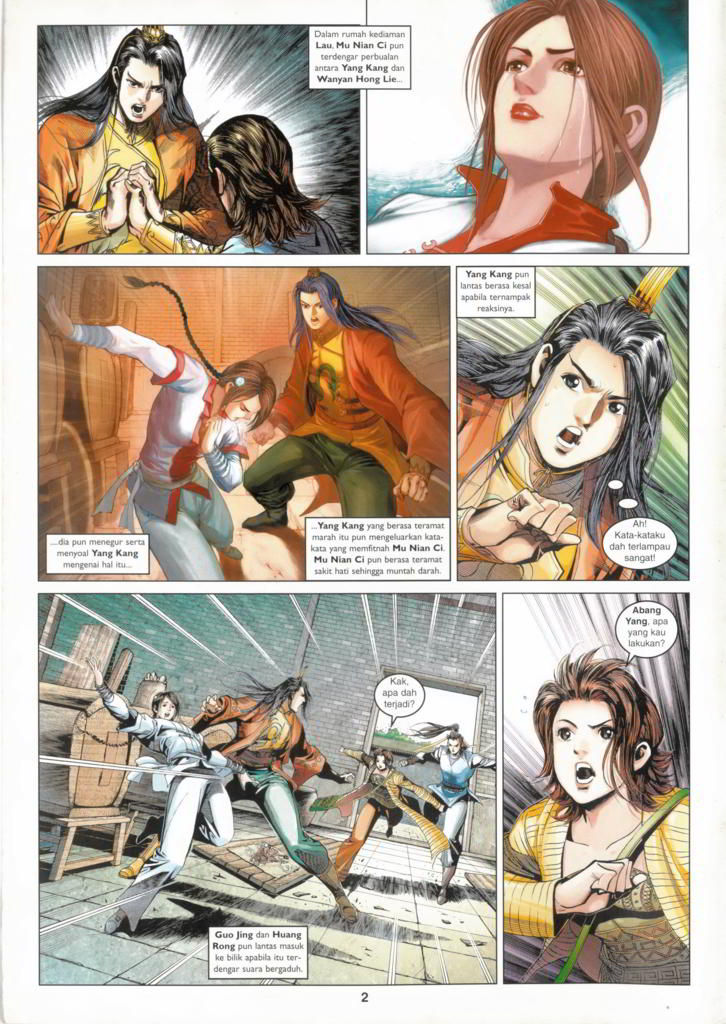 Dalam rumah kediaman
Lau, Mu Nian Ci pun
terdengar perbualan
antara Yang Kang dan
Wanyan Hong Lie...
Yang Kang pun
lantas berasa kesal
apabila ternampak
reaksinya.
....dia pun menegur serta
menyoal Yang Kang
mengenai hal itu...
...Yang Kang yang berasa teramat
marah itu pun mengeluarkan kata-
kata yang memfitnah Mu Nian Ci.
Mu Nian Ci pun berasa teramat
sakit hati sehingga muntah darah.
Ah!
Kata-kataku
dah terlampau
sangat!
Kak,
apa dah
terjadi?
Guo Jing dan Huang
Rong pun lantas masuk
ke bilik apabila itu ter-
dengar suara bergaduh.
Abang
Yang, apa
yang kau
lakukan?
2